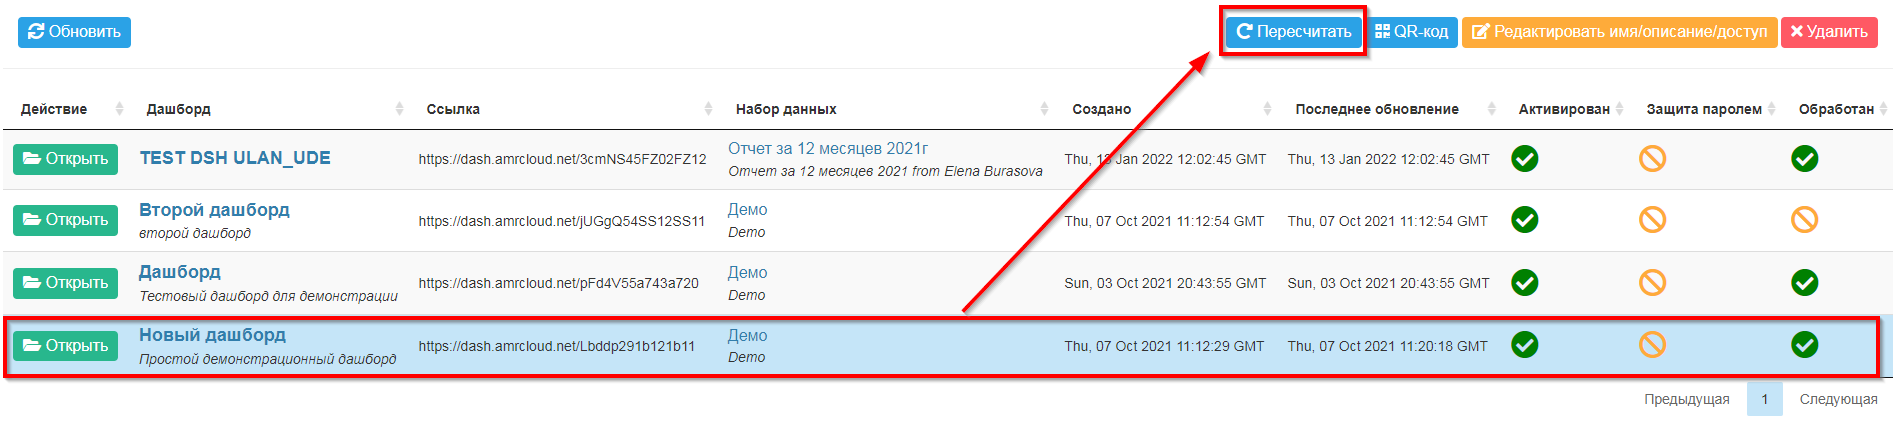 Обновить Пересчитать QR-код Редактировать имя/описание/доступ Удалить
Действие Дашборд Ссылка Набор данных Создано Последнее обновление Активирован Защита паролем Обработан
Открыть TEST DSH ULAN_UDE https://dash.amrcloud.net/3cmNS45FZ02FZ12 Отчет за 12 месяцев 2021г Thu, 13 Jan 2022 12:02:45 GMT Thu, 13 Jan 2022 12:02:45 GMT
Отчет за 12 месяцев 2021 from Elena Burasova
Открыть Второй дашборд https://dash.amrcloud.net/jUGgQ54SS12SS11 Демо Thu, 07 Oct 2021 11:12:54 GMT Thu, 07 Oct 2021 11:12:54 GMT
второй дашборд Demo
Открыть Дашборд https://dash.amrcloud.net/pFd4V55a743a720 Демо Sun, 03 Oct 2021 20:43:55 GMT Sun, 03 Oct 2021 20:43:55 GMT
Тестовый дашборд для демонстрации Demo
Открыть Новый дашборд https://dash.amrcloud.net/Lbddp291b121b11 Демо Thu, 07 Oct 2021 11:12:29 GMT Thu, 07 Oct 2021 11:20:18 GMT
Простой демонстрационный дашборд Demo
Предыдущая 1 Следующая